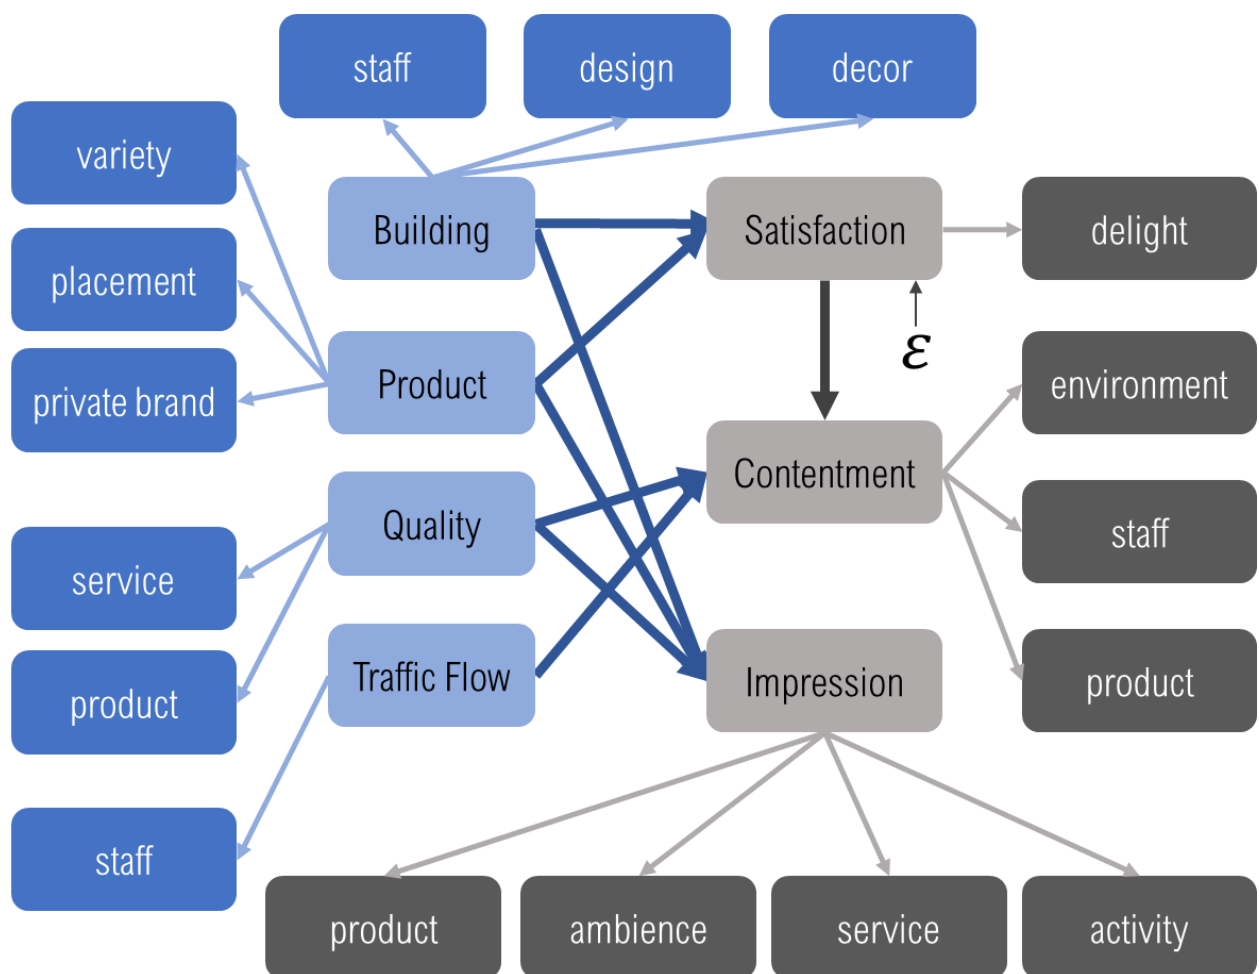 staff
design
decor
variety
Building
Satisfaction
delight
placement
ε
Product
environment
private brand
Contentment
Quality
staff
service
Traffic Flow
Impression
product
product
staff
product
ambience
service
activity